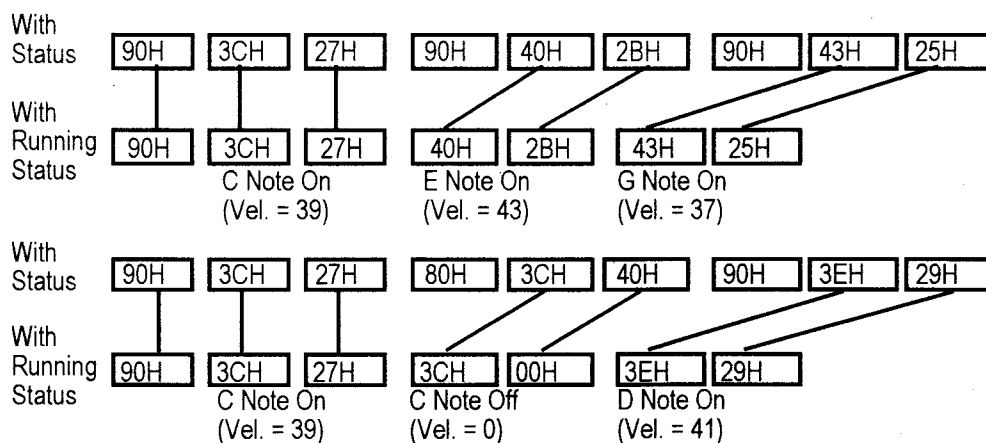 With
Status
90H 3CH 27H 90H 40H 2BH 90H 43H 25H
With
Running
Status
90H 3CH 27H 40H 2BH 43H 25H
C Note On E Note On G Note On
(Vel. = 39) (Vel. = 43) (Vel. = 37)
With
Status
90H 3CH 27H 80H 3CH 40H 90H 3EH 29H
With
Running
Status
90H 3CH 27H 3CH 00H 3EH 29H
C Note On C Note Off D Note On
(Vel. = 39) (Vel. = 0) (Vel. = 41)